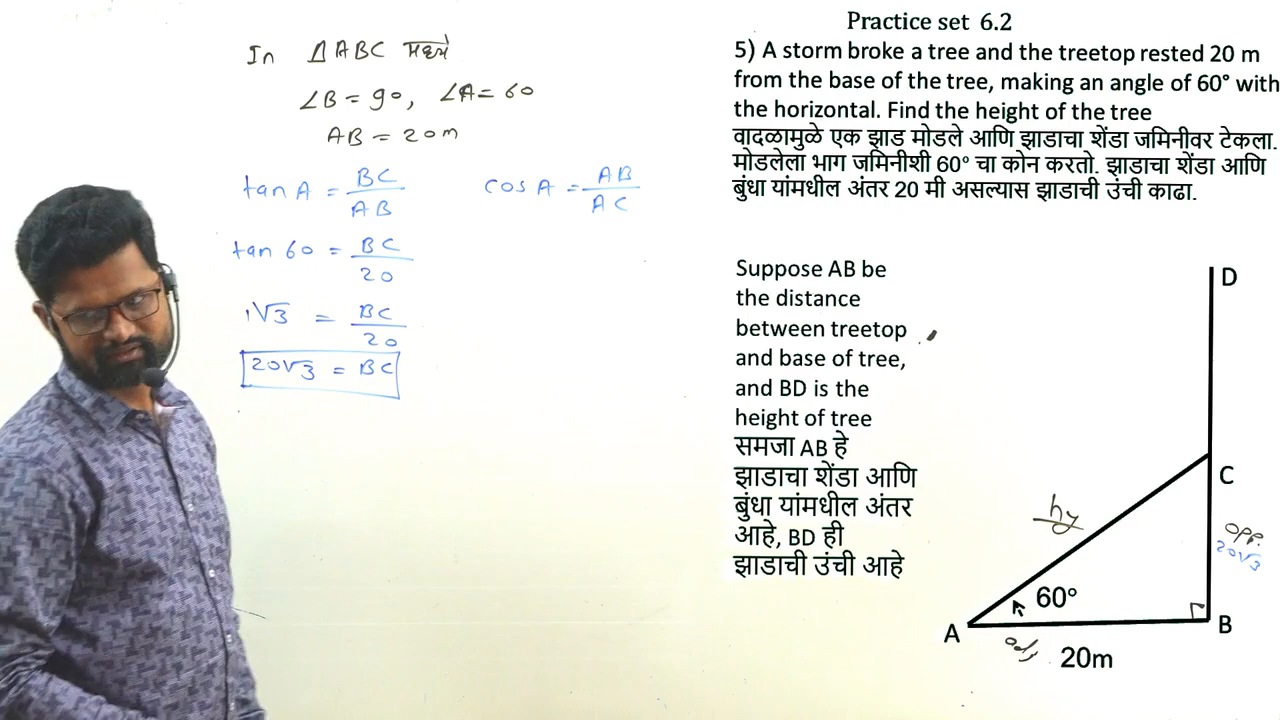 Practice set 6.2
5) A storm broke a tree and the treetop rested 20 m
from the base of the tree, making an angle of 60° with
the horizontal. Find the height of the tree
वादळामुळे एक झाड मोडले आणि झाडाचा शेंडा जमिनीवर टेकला.
मोडलेला भाग जमिनीशी 60° चा कोन करतो. झाडाचा शेंडा आणि
बुंधा यांमधील अंतर 20 मी असल्यास झाडाची उंची काढा.
In ΔABC मध्ये
∠B = 90, ∠A = 60
AB = 20m
tan A = BC / AB
cos A = AB / AC
tan 60 = BC / 20
1√3 = BC / 20
20√3 = BC
Suppose AB be
the distance
between treetop
and base of tree,
and BD is the
height of tree
समजा AB हे
झाडाचा शेंडा आणि
बुंधा यांमधील अंतर
आहे, BD ही
झाडाची उंची आहे
D
C
hy
opp.
20√3
60°
A
B
adj
20m